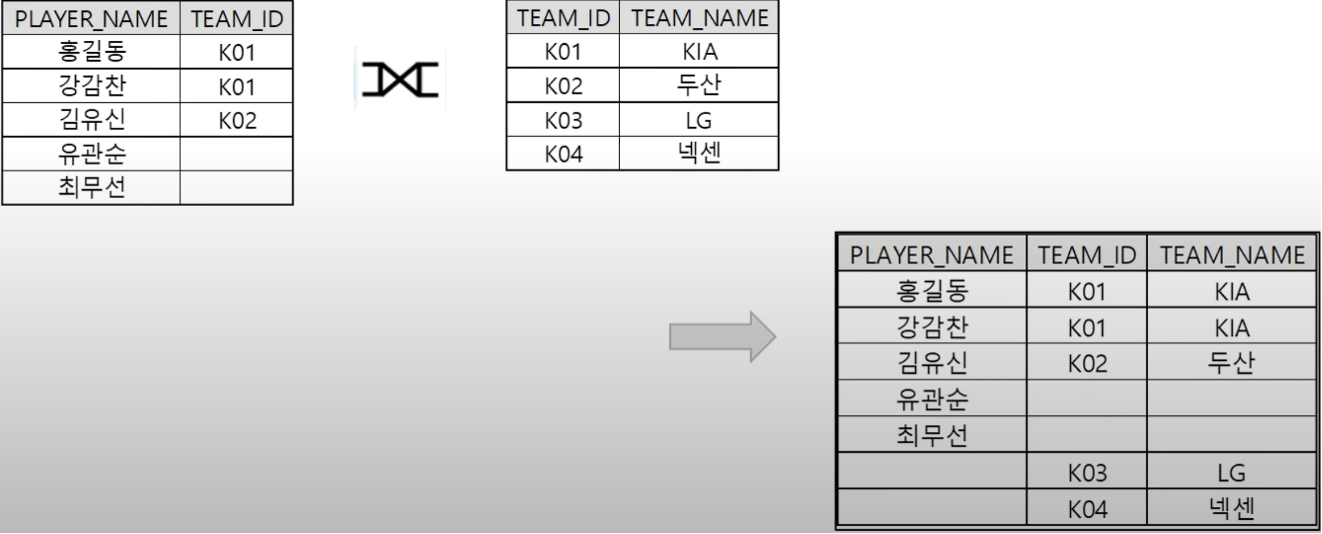 PLAYER_NAME TEAM_ID
홍길동 K01
강감찬 K01
김유신 K02
유관순
최무선
TEAM_ID TEAM_NAME
K01 KIA
K02 두산
K03 LG
K04 넥센
PLAYER_NAME TEAM_ID TEAM_NAME
홍길동 K01 KIA
강감찬 K01 KIA
김유신 K02 두산
유관순
최무선
K03 LG
K04 넥센